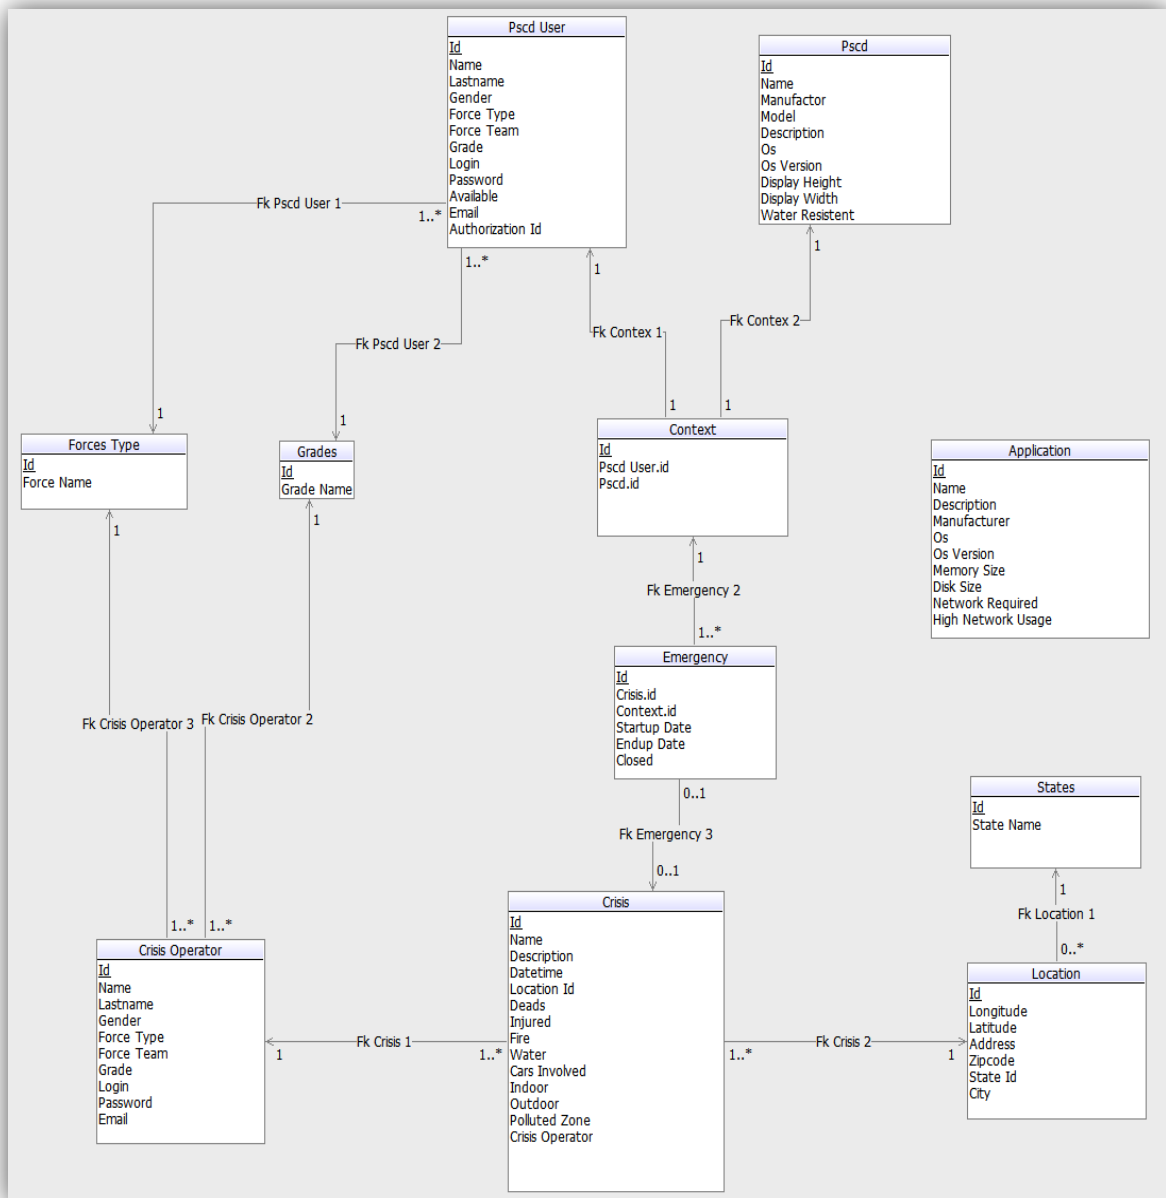 Pscd User
Id
Name
Lastname
Gender
Force Type
Force Team
Grade
Login
Password
Available
Email
Authorization Id
Pscd
Id
Name
Manufactor
Model
Description
Os
Os Version
Display Height
Display Width
Water Resistent
Fk Pscd User 1
1..*
1..*
1
1
Fk Contex 1
Fk Contex 2
Fk Pscd User 2
1
1
1
1
Forces Type
Id
Force Name
Grades
Id
Grade Name
Context
Id
Pscd User.id
Pscd.id
Application
Id
Name
Description
Manufacturer
Os
Os Version
Memory Size
Disk Size
Network Required
High Network Usage
1
1
1
Fk Emergency 2
1..*
Emergency
Id
Crisis.id
Context.id
Startup Date
Endup Date
Closed
Fk Crisis Operator 3
Fk Crisis Operator 2
0..1
Fk Emergency 3
0..1
States
Id
State Name
1
Fk Location 1
0..*
1..*
1..*
Crisis Operator
Id
Name
Lastname
Gender
Force Type
Force Team
Grade
Login
Password
Email
Crisis
Id
Name
Description
Datetime
Location Id
Deads
Injured
Fire
Water
Cars Involved
Indoor
Outdoor
Polluted Zone
Crisis Operator
Location
Id
Longitude
Latitude
Address
Zipcode
State Id
City
1
Fk Crisis 1
1..*
1..*
Fk Crisis 2
1